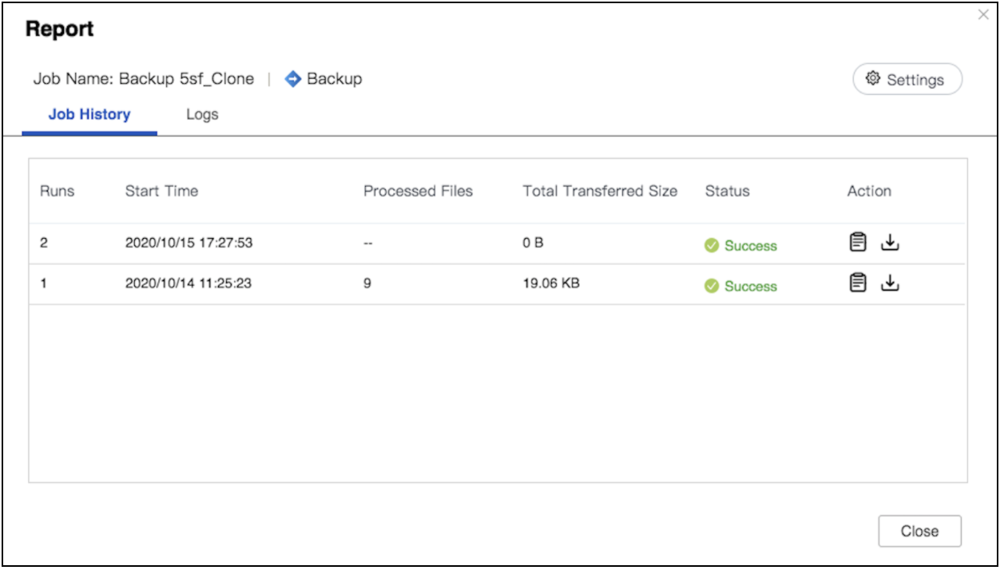 Report
Job Name: Backup 5sf_Clone | Backup
Settings
Job History Logs
Runs Start Time Processed Files Total Transferred Size Status Action
2 2020/10/15 17:27:53 -- 0 B Success
1 2020/10/14 11:25:23 9 19.06 KB Success
Close